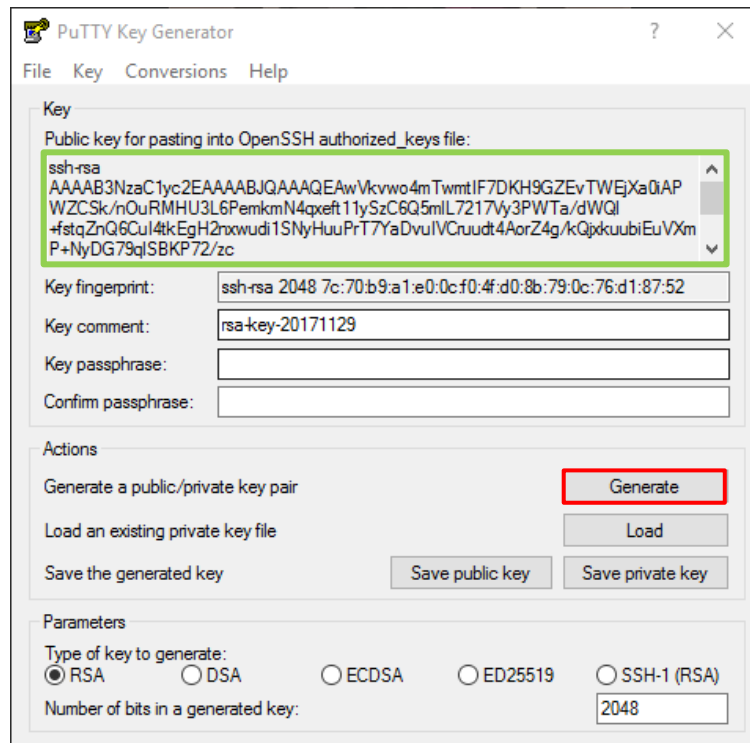 PuTTY Key Generator
File Key Conversions Help
Key
Public key for pasting into OpenSSH authorized_keys file:
ssh-rsa
AAAAB3NzaC1yc2EAAAABJQAAAQEAwVkvwo4mTwmtIF7DKH9GZEvTWEjXa0iAP
WZCSk/nOuRMHU3L6PemkmN4qxeft11ySzC6Q5mIL7217Vy3PWTa/dWQI
+fstqZnQ6CuI4tkEgH2nxwudi1SNyHuuPrT7YaDvuIVCruudt4AorZ4g/kQjxkuubiEuVXm
P+NyDG79qISBKP72/zc
Key fingerprint: ssh-rsa 2048 7c:70:b9:a1:e0:0c:f0:4f:d0:8b:79:0c:76:d1:87:52
Key comment: rsa-key-20171129
Key passphrase:
Confirm passphrase:
Actions
Generate a public/private key pair Generate
Load an existing private key file Load
Save the generated key Save public key Save private key
Parameters
Type of key to generate:
RSA DSA ECDSA ED25519 SSH-1 (RSA)
Number of bits in a generated key: 2048